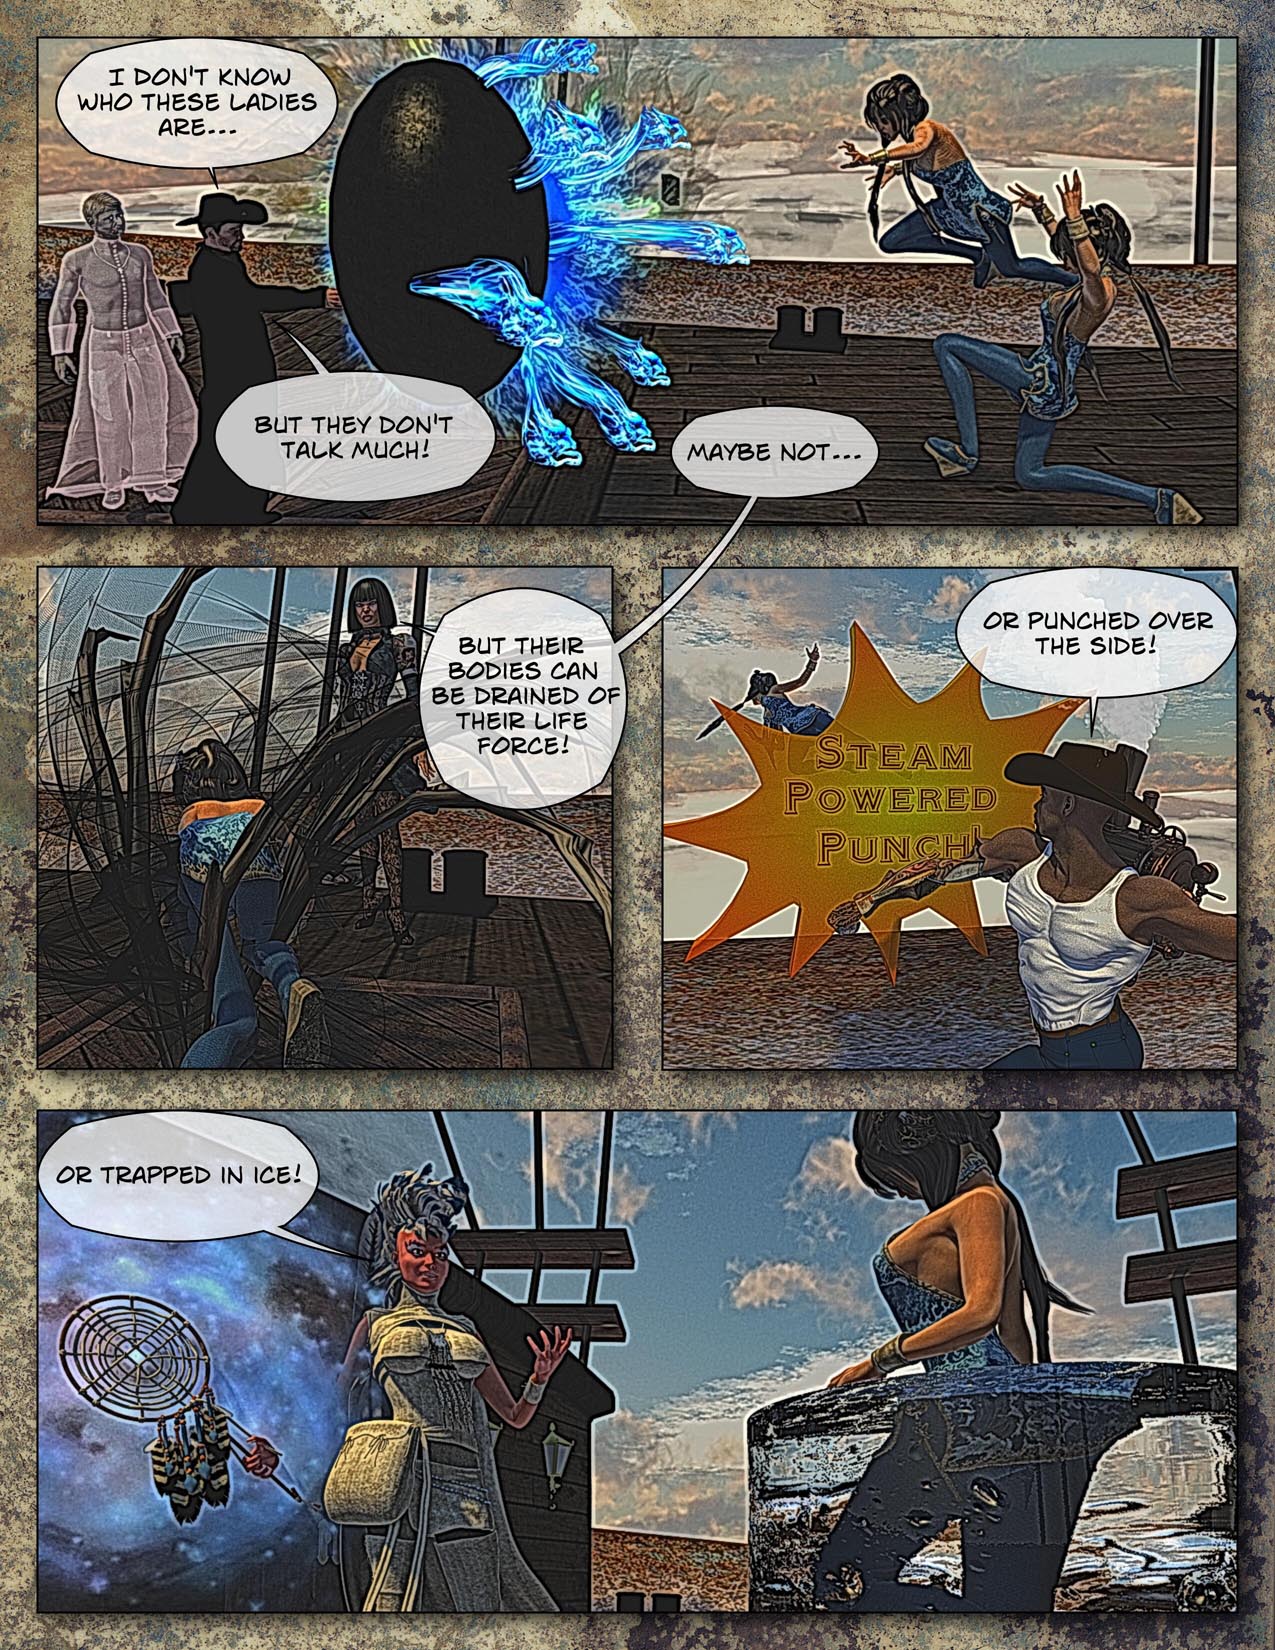 I DON'T KNOW
WHO THESE LADIES
ARE...
BUT THEY DON'T
TALK MUCH!
MAYBE NOT...
BUT THEIR
BODIES CAN
BE DRAINED OF
THEIR LIFE
FORCE!
OR PUNCHED OVER
THE SIDE!
STEAM
POWERED
PUNCH!
OR TRAPPED IN ICE!